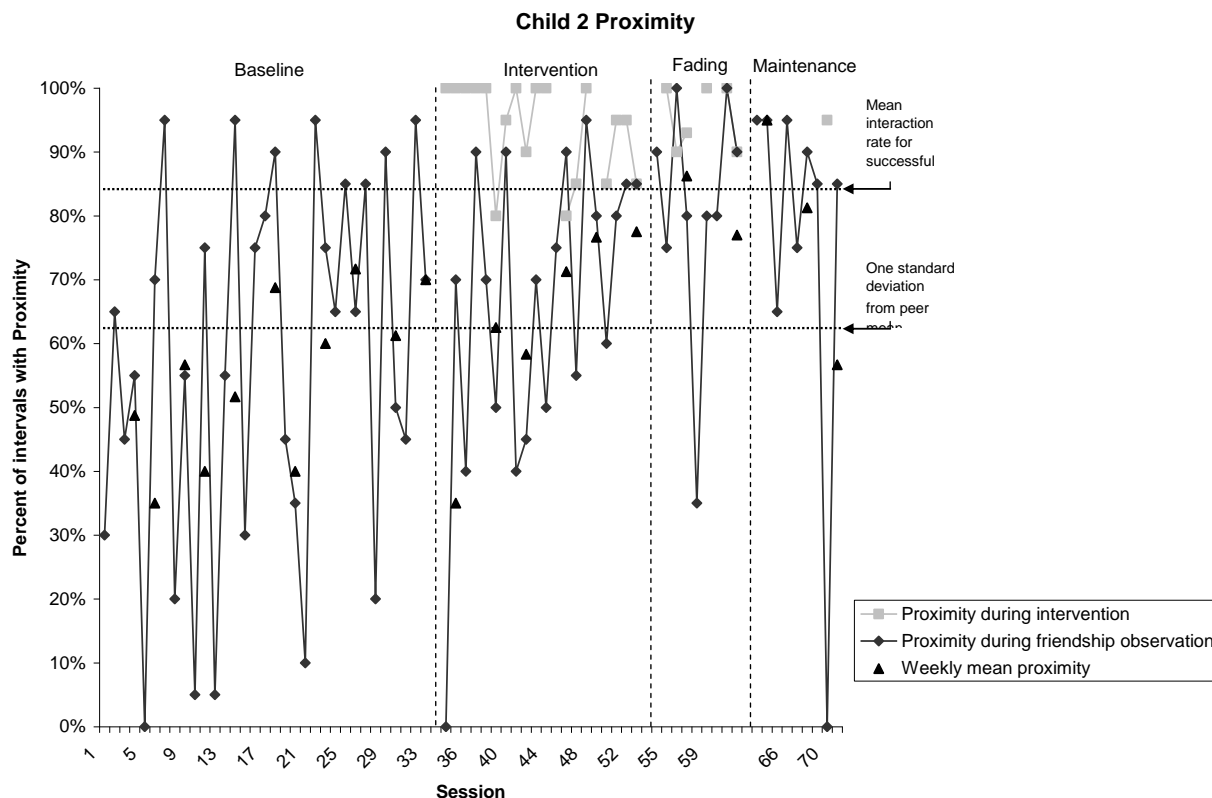 Child 2 Proximity
Baseline
Intervention
Fading
Maintenance
100%
90%
80%
70%
60%
50%
40%
30%
20%
10%
0%
Percent of intervals with Proximity
Mean
interaction
rate for
successful
One standard
deviation
from peer
mean
1
5
9
13
17
21
25
29
33
36
40
44
48
52
55
59
66
70
Session
Proximity during intervention
Proximity during friendship observation
Weekly mean proximity